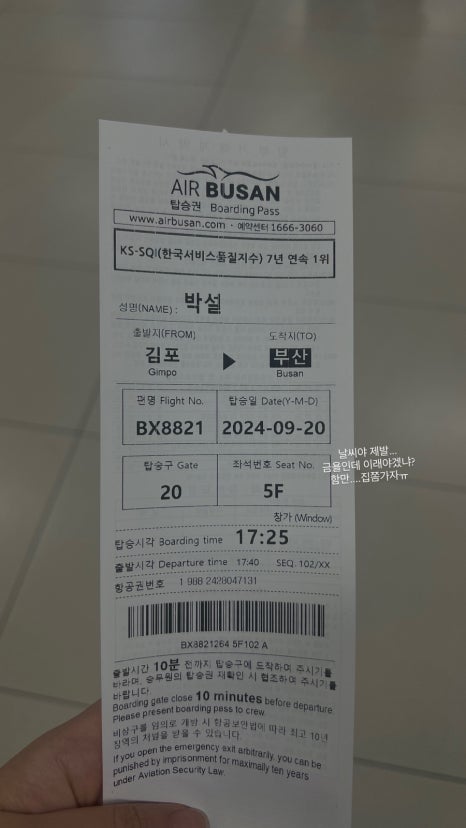 AIR BUSAN
탑승권 Boarding Pass
www.airbusan.com · 예약센터 1666-3060
KS-SQI(한국서비스품질지수) 7년 연속 1위
성명(NAME) : 박설
출발지(FROM) 도착지(TO)
김포 ▶ 부산
Gimpo Busan
편명 Flight No. 탑승일 Date(Y-M-D)
BX8821 2024-09-20
탑승구 Gate 좌석번호 Seat No.
20 5F
창가 (Window)
탑승시각 Boarding time 17:25
출발시각 Departure time 17:40 SEQ. 102/XX
항공권번호 1 988 2428047131
BX8821264 5F102 A
출발시간 10분 전까지 탑승구에 도착하여 주시기를
바라며, 승무원의 탑승권 재확인 시 협조하여 주시기를
바랍니다.
Boarding gate close 10 minutes before departure.
Please present boarding pass to crew.
비상구를 임의로 개방 시 항공보안법에 따라 최고 10년
징역의 처벌을 받을 수 있습니다.
If you open the emergency exit arbitrarily, you can be
punished by imprisonment for maximally ten years
under Aviation Security Law.
날씨야 제발...
금욜인데 이래야겠냐?
함만....집쫌가자ㅠ